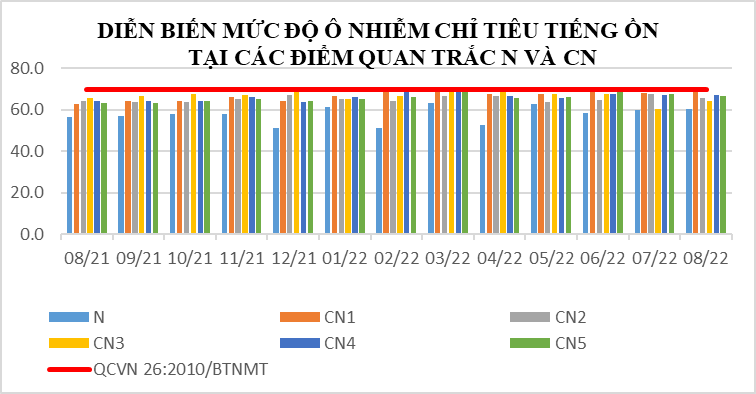 DIỄN BIẾN MỨC ĐỘ Ô NHIỄM CHỈ TIÊU TIẾNG ỒN
TẠI CÁC ĐIỂM QUAN TRẮC N VÀ CN
80.0
60.0
40.0
20.0
0.0
08/21 09/21 10/21 11/21 12/21 01/22 02/22 03/22 04/22 05/22 06/22 07/22 08/22
N CN1 CN2
CN3 CN4 CN5
QCVN 26:2010/BTNMT